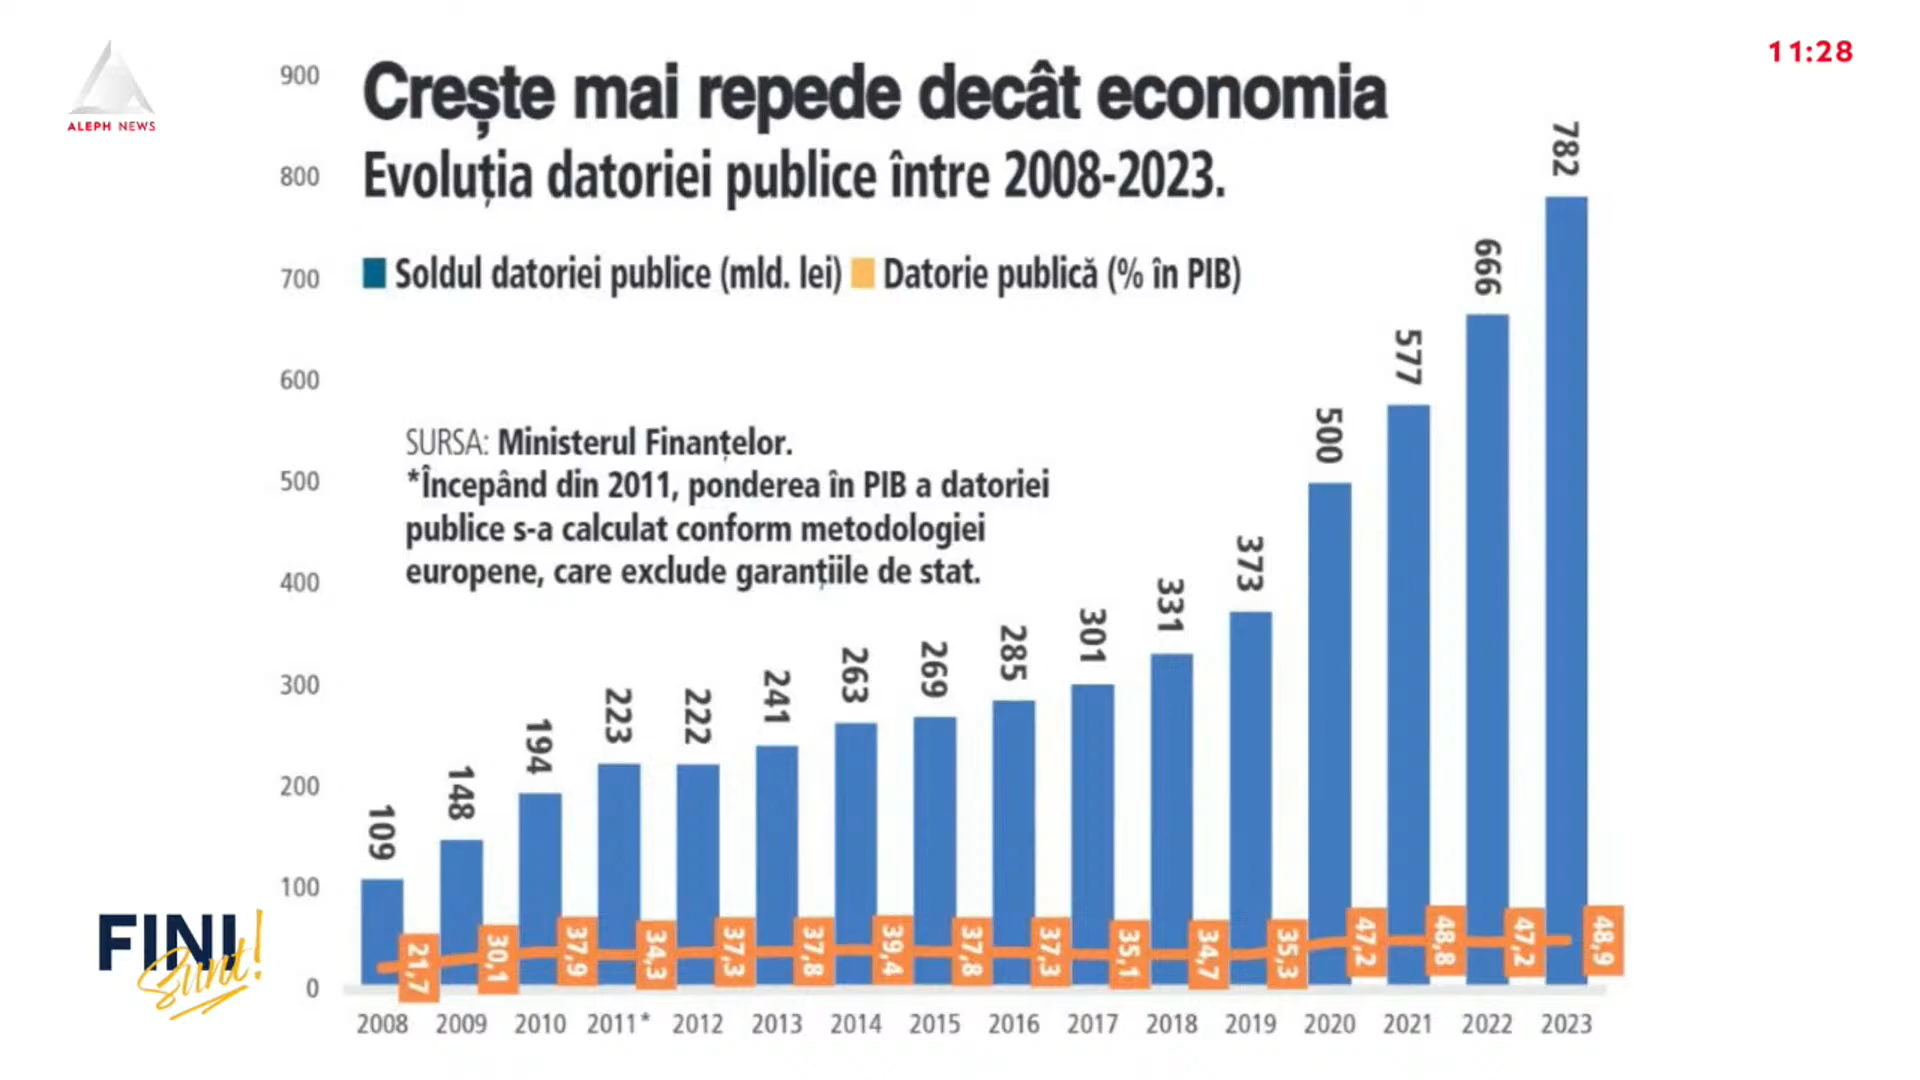 ALEPH NEWS
11:28
Crește mai repede decât economia
Evoluția datoriei publice între 2008-2023.
Soldul datoriei publice (mld. lei) Datorie publică (% în PIB)
SURSA: Ministerul Finanțelor.
*Începând din 2011, ponderea în PIB a datoriei
publice s-a calculat conform metodologiei
europene, care exclude garanțiile de stat.
900
800
700
600
500
400
300
200
100
0
109 148 194 223 222 241 263 269 285 301 331 373 500 577 666 782
21,7 30,1 37,9 34,3 37,3 37,8 39,4 37,8 37,3 35,1 34,7 35,3 47,2 48,8 47,2 48,9
2008 2009 2010 2011* 2012 2013 2014 2015 2016 2017 2018 2019 2020 2021 2022 2023
FINI
Sunt!